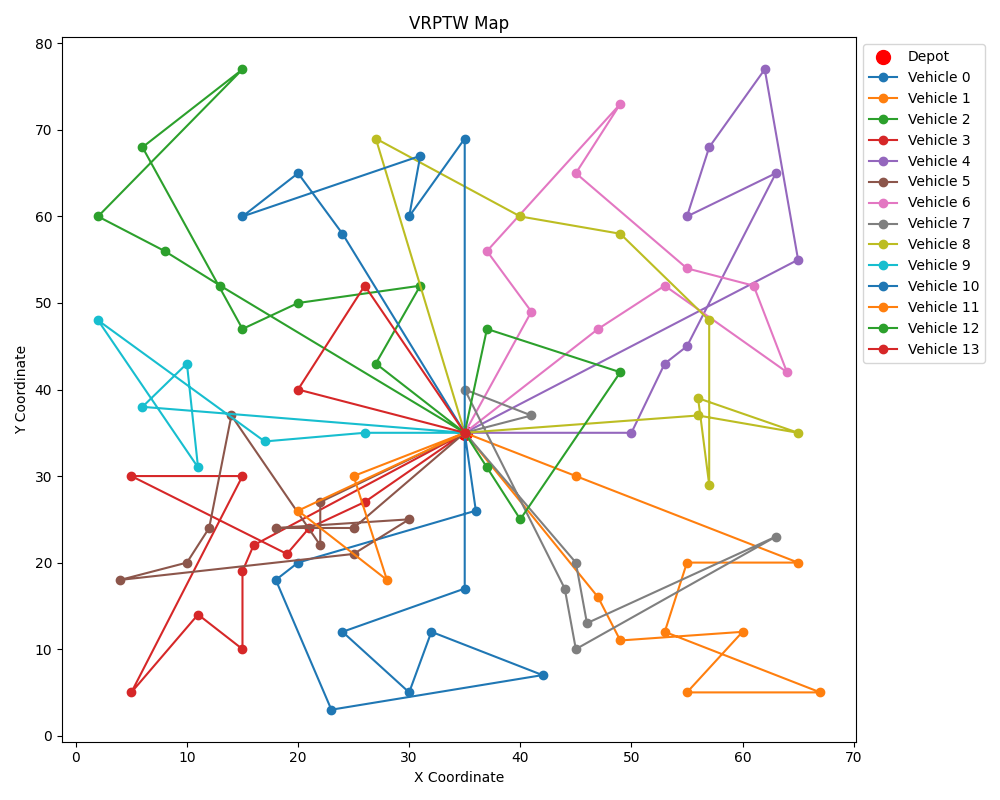 VRPTW Map
80
70
60
50
40
30
20
10
0
Y Coordinate
0 10 20 30 40 50 60 70
X Coordinate
Depot
Vehicle 0
Vehicle 1
Vehicle 2
Vehicle 3
Vehicle 4
Vehicle 5
Vehicle 6
Vehicle 7
Vehicle 8
Vehicle 9
Vehicle 10
Vehicle 11
Vehicle 12
Vehicle 13